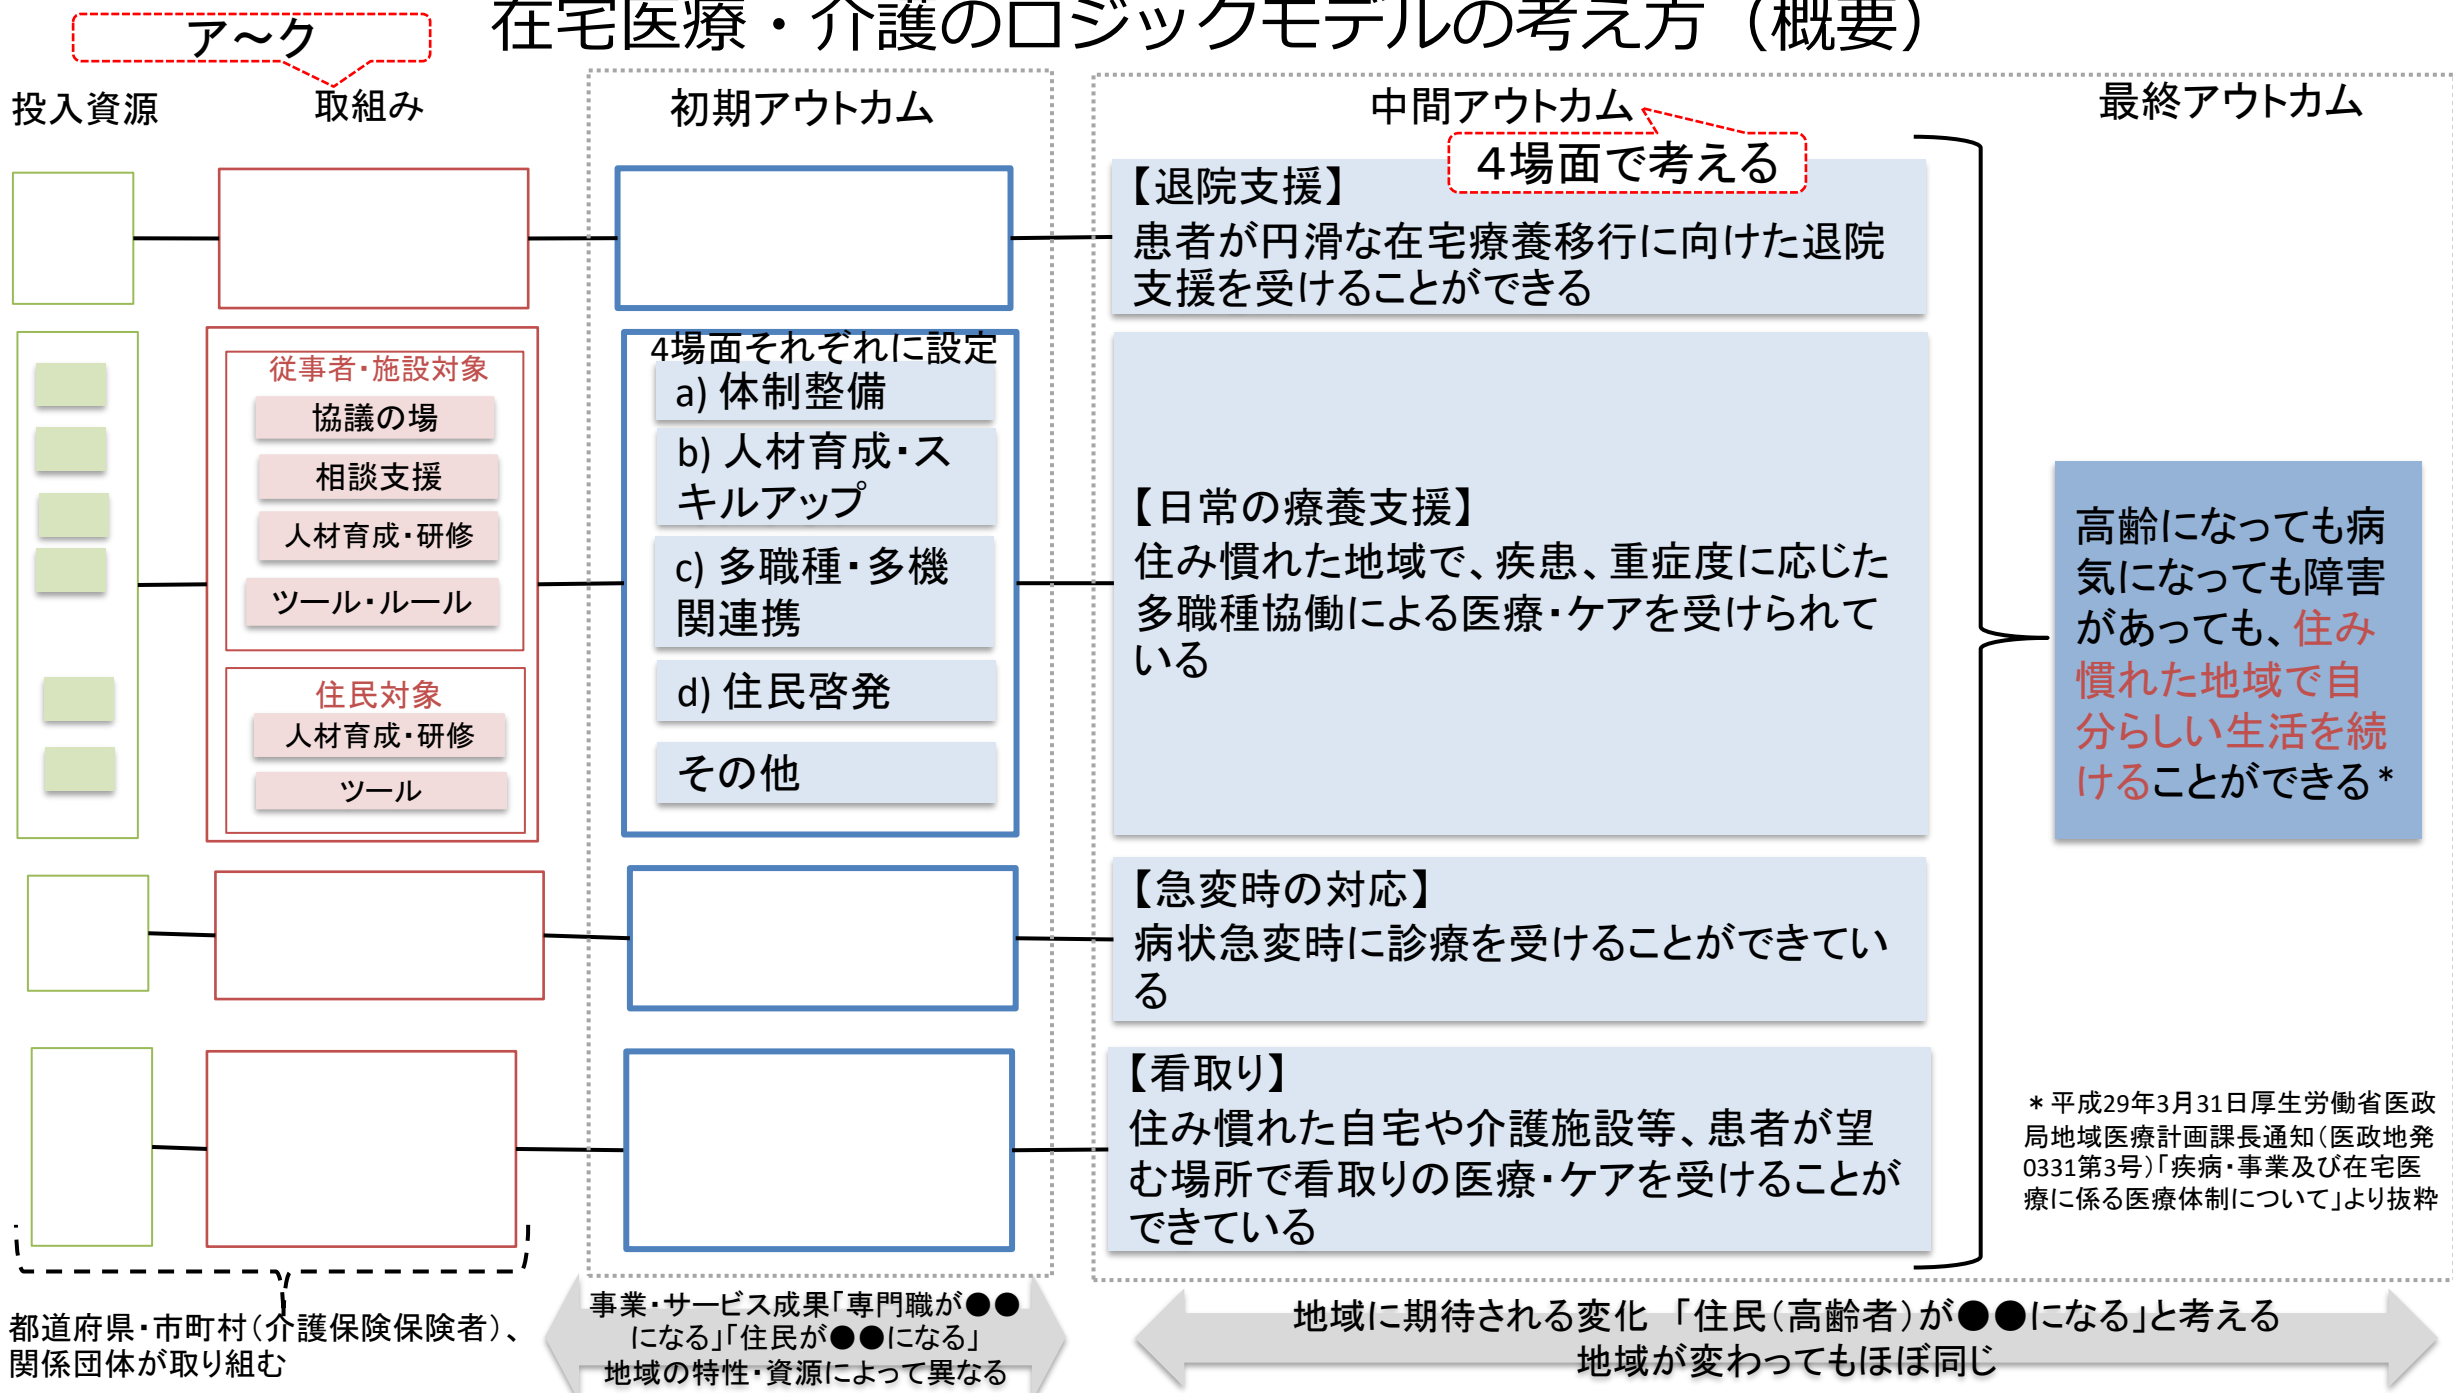 在宅医療・介護のロジックモデルの考え方（概要）
ア～ク
投入資源
取組み
初期アウトカム
中間アウトカム
最終アウトカム
４場面で考える
【退院支援】
患者が円滑な在宅療養移行に向けた退院
支援を受けることができる
従事者・施設対象
協議の場
相談支援
人材育成・研修
ツール・ルール
住民対象
人材育成・研修
ツール
4場面それぞれに設定
a) 体制整備
b) 人材育成・ス
キルアップ
c) 多職種・多機
関連携
d) 住民啓発
その他
【日常の療養支援】
住み慣れた地域で、疾患、重症度に応じた
多職種協働による医療・ケアを受けられて
いる
高齢になっても病
気になっても障害
があっても、住み
慣れた地域で自
分らしい生活を続
けることができる*
【急変時の対応】
病状急変時に診療を受けることができてい
る
【看取り】
住み慣れた自宅や介護施設等、患者が望
む場所で看取りの医療・ケアを受けることが
できている
* 平成29年3月31日厚生労働省医政
局地域医療計画課長通知（医政地発
0331第3号）「疾病・事業及び在宅医
療に係る医療体制について」より抜粋
都道府県・市町村（介護保険保険者）、
関係団体が取り組む
事業・サービス成果「専門職が●●
になる」「住民が●●になる」
地域の特性・資源によって異なる
地域に期待される変化 「住民（高齢者）が●●になる」と考える
地域が変わってもほぼ同じ